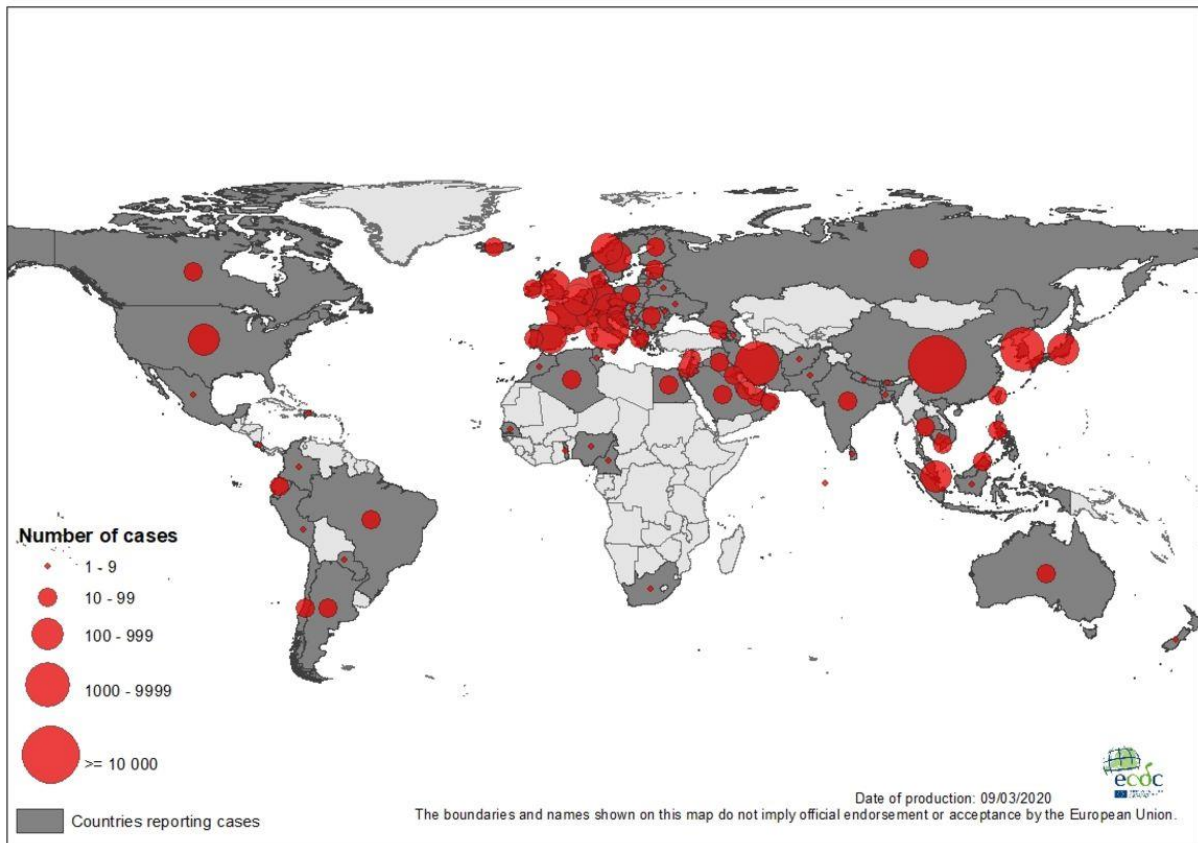 Number of cases
1 - 9
10 - 99
100 - 999
1000 - 9999
>= 10 000
Countries reporting cases
ecdc
Date of production: 09/03/2020
The boundaries and names shown on this map do not imply official endorsement or acceptance by the European Union.